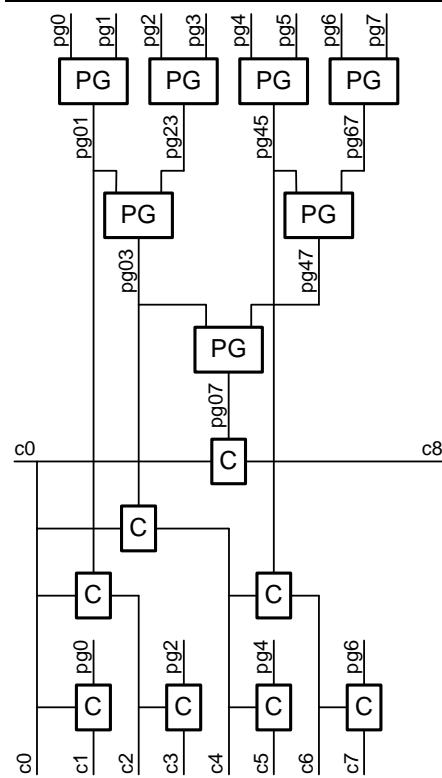 pg0 pg1 pg2 pg3 pg4 pg5 pg6 pg7
PG PG PG PG
pg01 pg23 pg45 pg67
PG PG
pg03 pg47
PG
pg07
c0 C c8
C
C C
pg0 pg2 pg4 pg6
C C C C
c0 c1 c2 c3 c4 c5 c6 c7